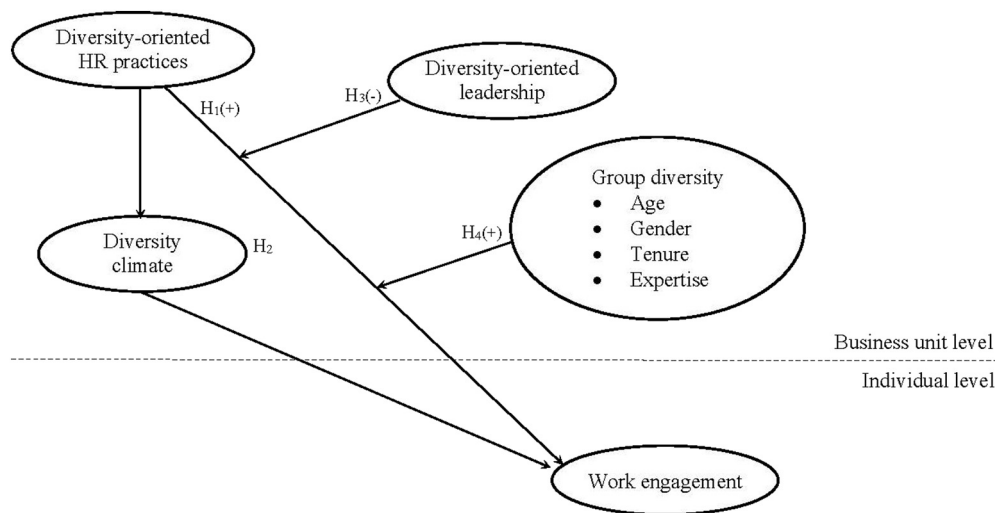 Diversity-oriented
HR practices
Diversity-oriented
leadership
H₁(+)
H₃(-)
Group diversity
• Age
• Gender
• Tenure
• Expertise
H₄(+)
Diversity
climate
H₂
Business unit level
Individual level
Work engagement